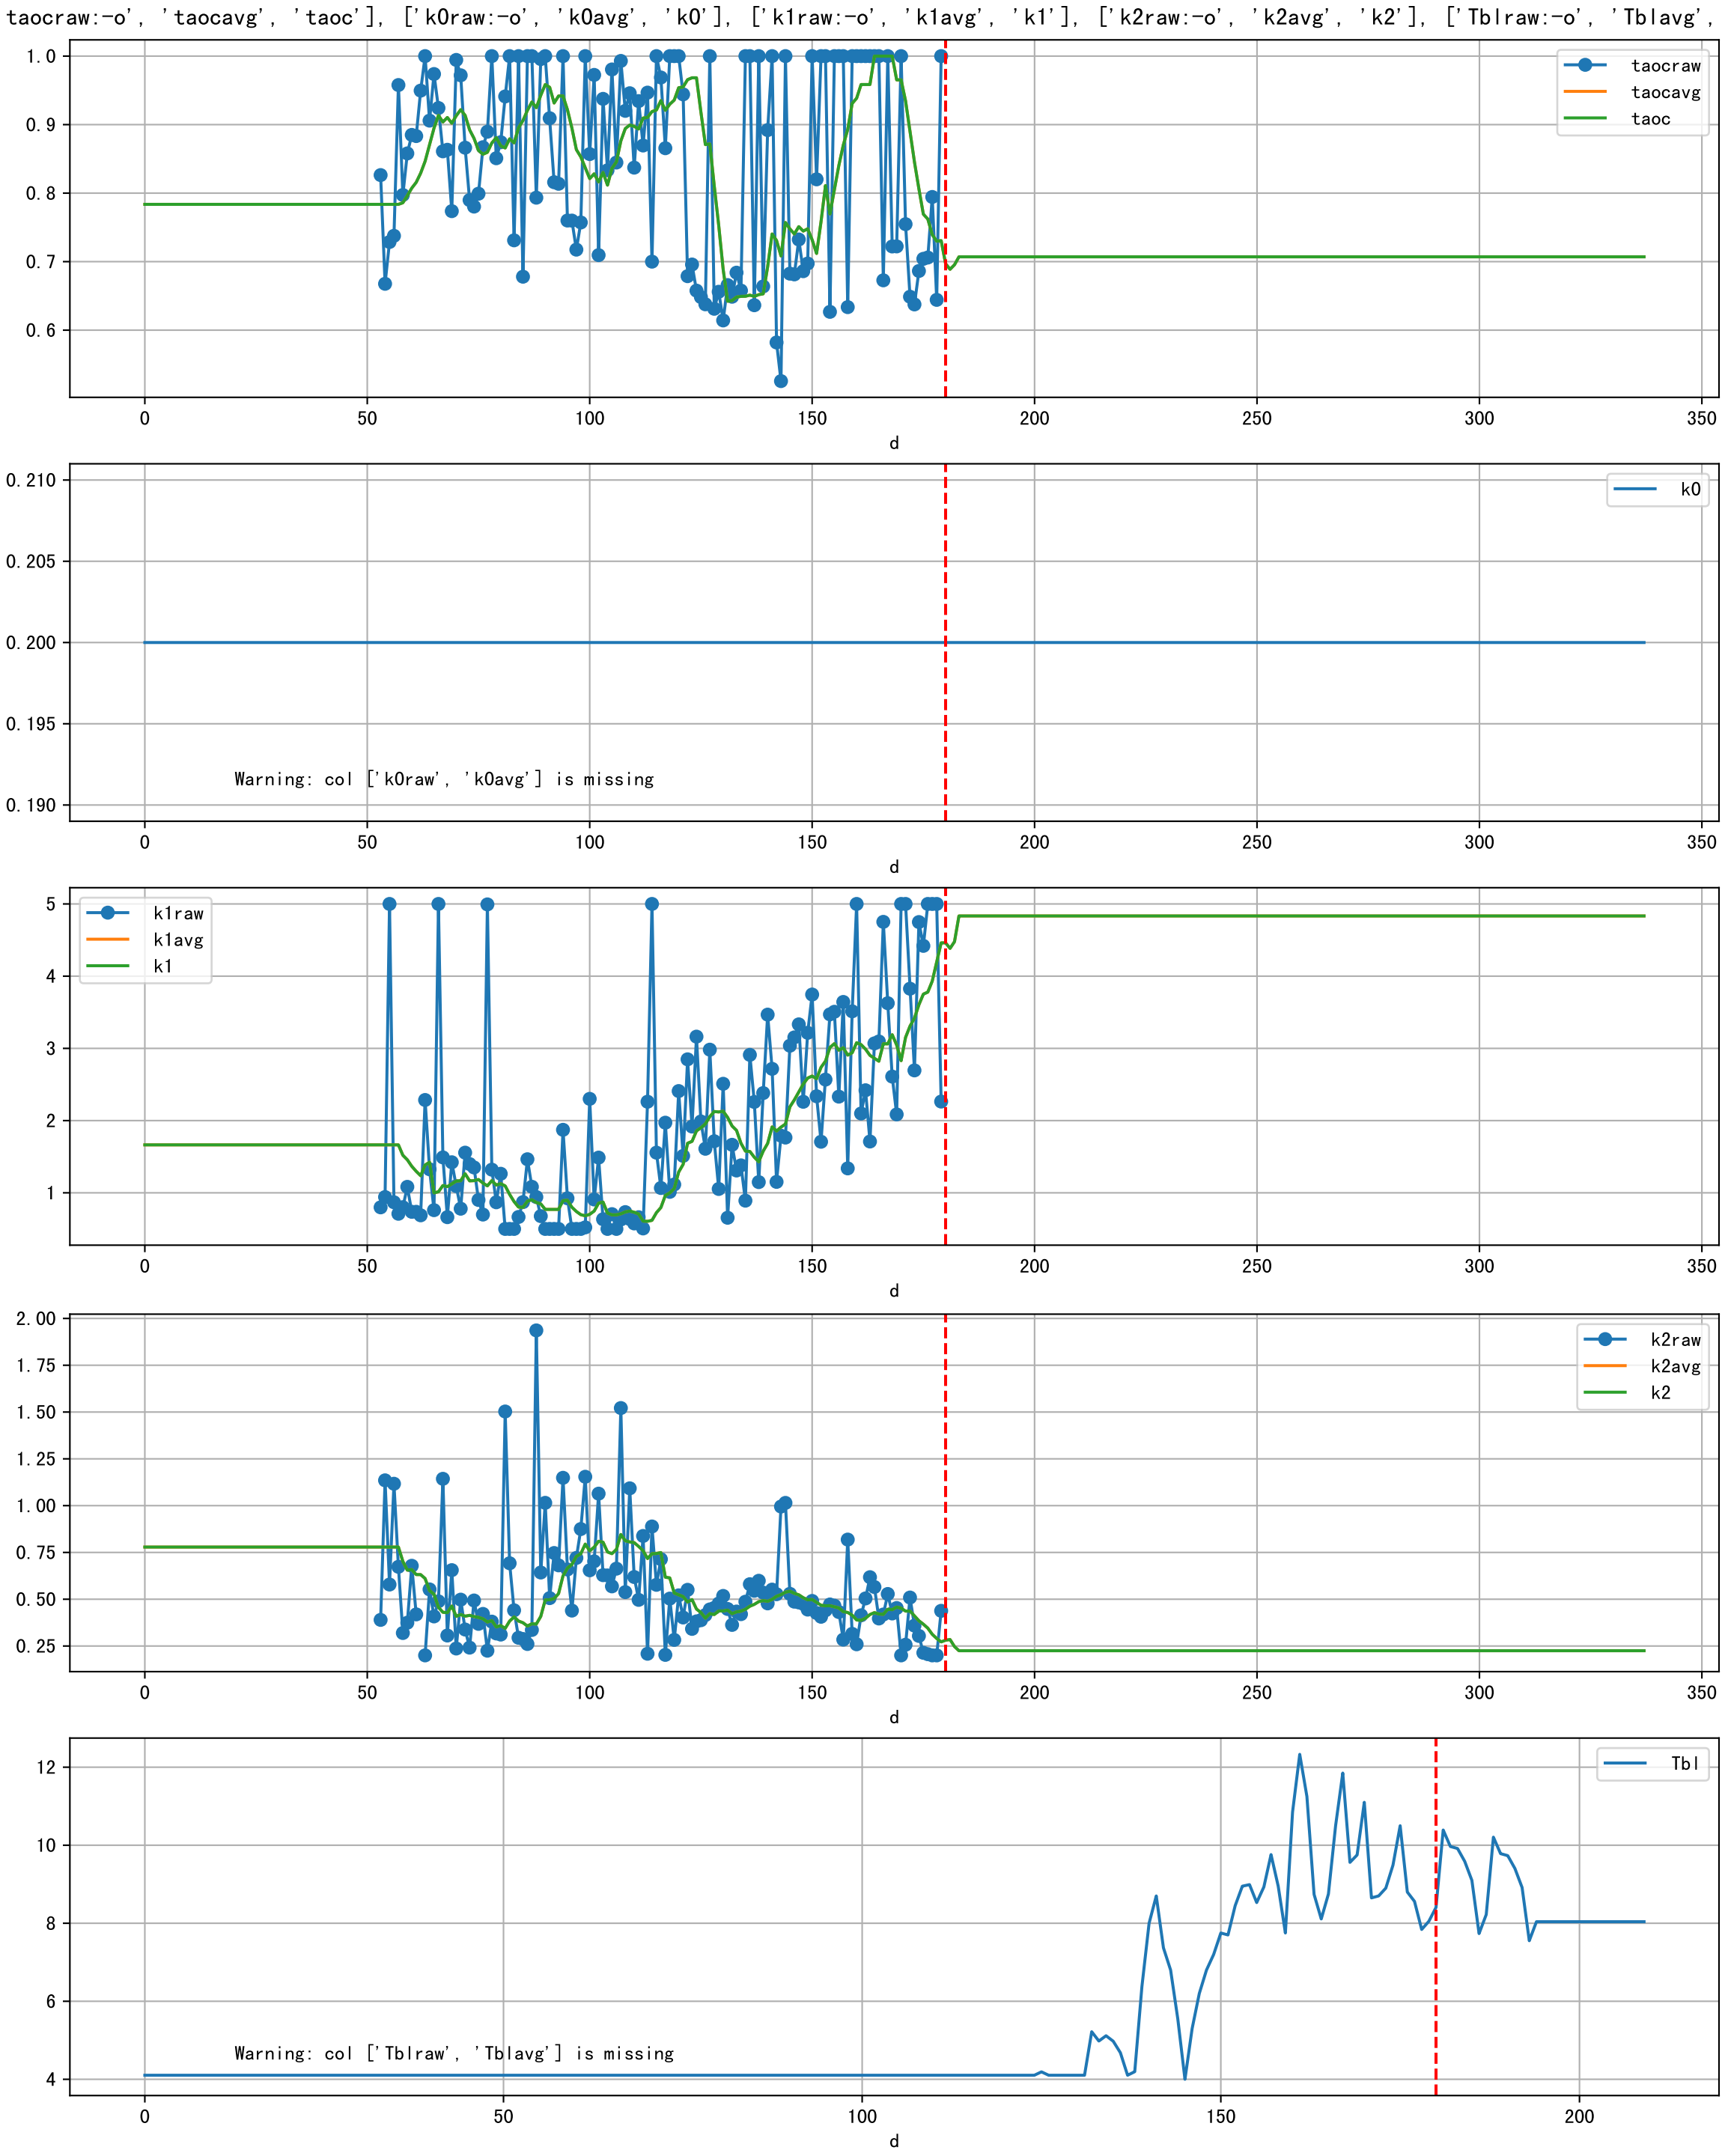 taocraw:-o', 'taocavg', 'taoc'], ['k0raw:-o', 'k0avg', 'k0'], ['k1raw:-o', 'k1avg', 'k1'], ['k2raw:-o', 'k2avg', 'k2'], ['Tblraw:-o', 'Tblavg',
1.0
0.9
0.8
0.7
0.6
taocraw
taocavg
taoc
0 50 100 150 200 250 300 350
d
0.210
0.205
0.200
0.195
0.190
k0
Warning: col ['k0raw', 'k0avg'] is missing
0 50 100 150 200 250 300 350
d
5
4
3
2
1
k1raw
k1avg
k1
0 50 100 150 200 250 300 350
d
2.00
1.75
1.50
1.25
1.00
0.75
0.50
0.25
k2raw
k2avg
k2
0 50 100 150 200 250 300 350
d
12
10
8
6
4
Tbl
Warning: col ['Tblraw', 'Tblavg'] is missing
0 50 100 150 200
d